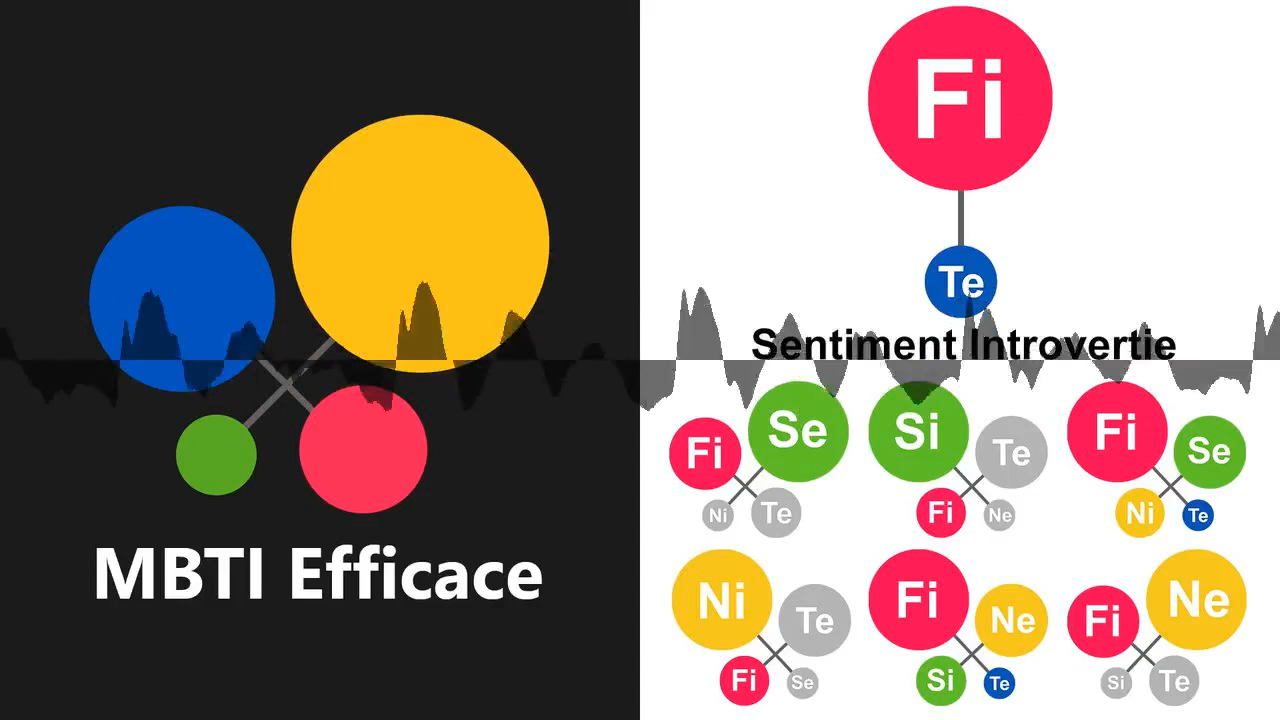 MBTI Efficace
Fi
Te
Sentiment Introvertie
Fi Se Ni Te
Si Te Fi Ne
Fi Se Ni Te
Ni Te Fi Se
Fi Ne Si Te
Fi Ne Si Te